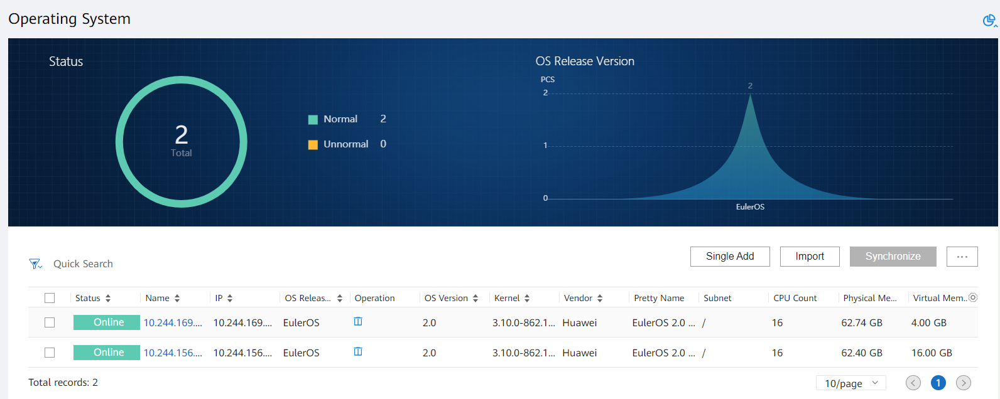 Operating System
Status
2
Total
Normal 2
Unnormal 0
OS Release Version
PCS
2
2
1
0
EulerOS
Quick Search
Single Add
Import
Synchronize
...
Status Name IP OS Releas... Operation OS Version Kernel Vendor Pretty Name Subnet CPU Count Physical Me... Virtual Mem...
Online 10.244.169.... 10.244.169.... EulerOS 2.0 3.10.0-862.1... Huawei EulerOS 2.0 ... / 16 62.74 GB 4.00 GB
Online 10.244.156.... 10.244.156.... EulerOS 2.0 3.10.0-862.1... Huawei EulerOS 2.0 ... / 16 62.40 GB 16.00 GB
Total records: 2
10/page
1